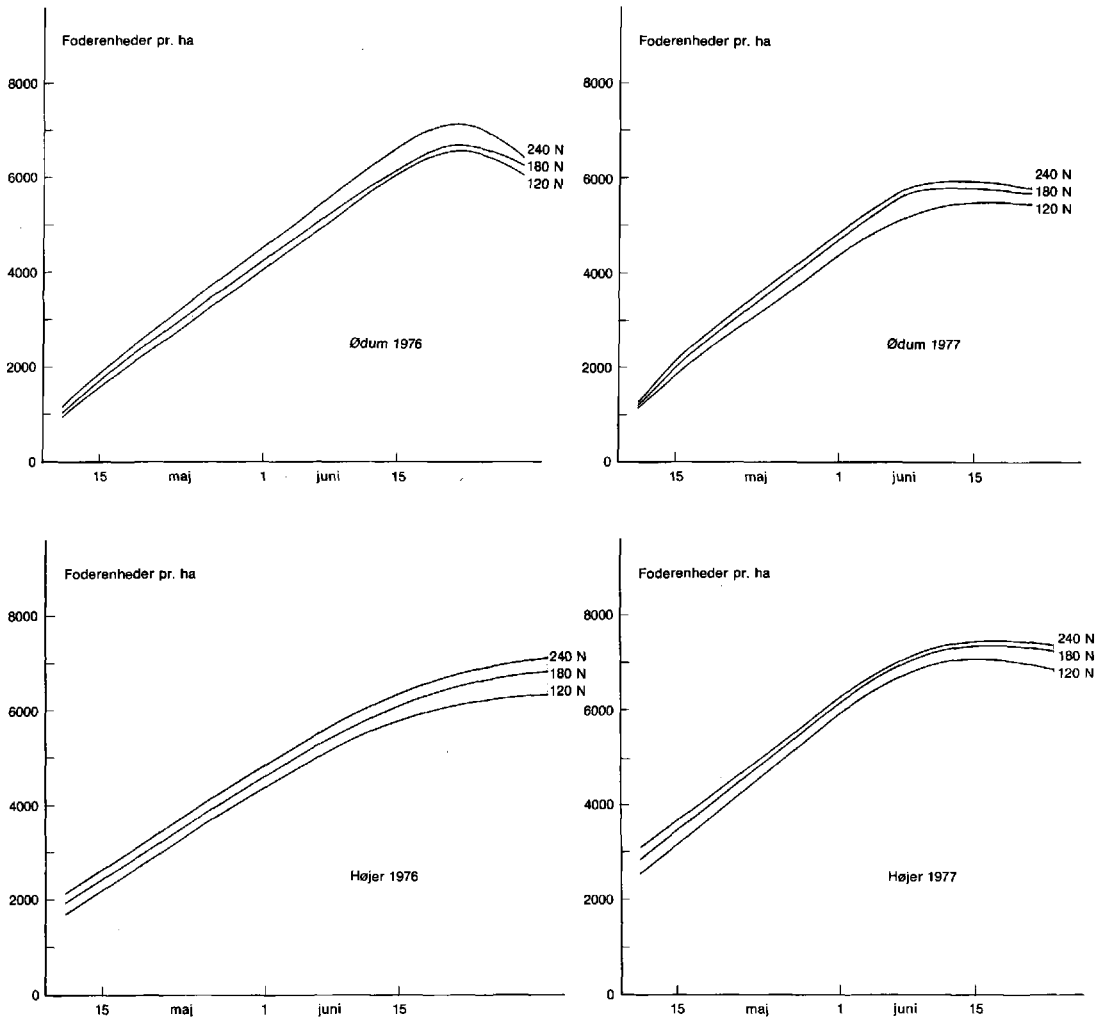 Foderenheder pr. ha
8000
6000
4000
2000
0
240 N
180 N
120 N
Ødum 1976
15 maj 1 juni 15
Foderenheder pr. ha
8000
6000
4000
2000
0
240 N
180 N
120 N
Ødum 1977
15 maj 1 juni 15
Foderenheder pr. ha
8000
6000
4000
2000
0
240 N
180 N
120 N
Højer 1976
15 maj 1 juni 15
Foderenheder pr. ha
8000
6000
4000
2000
0
240 N
180 N
120 N
Højer 1977
15 maj 1 juni 15